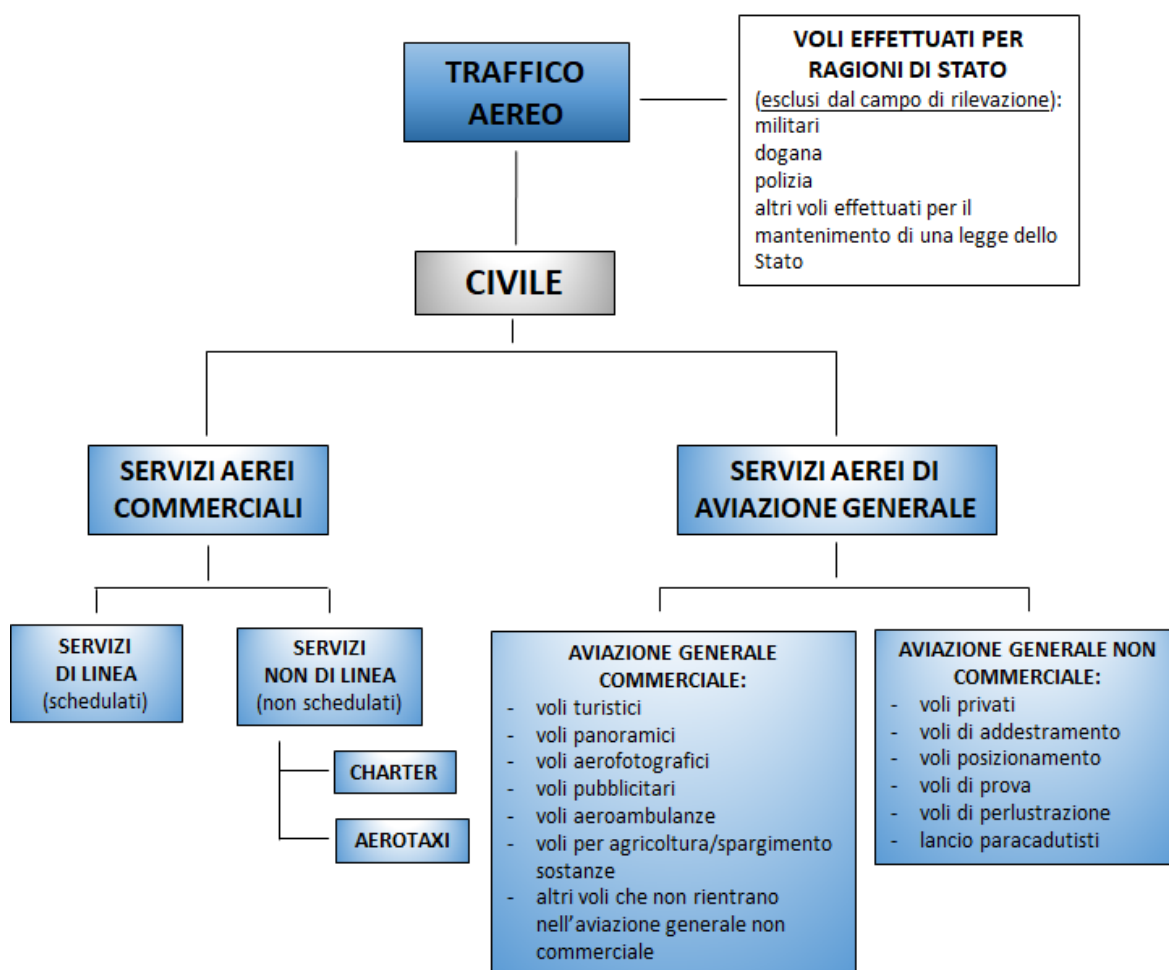 TRAFFICO
AEREO
VOLI EFFETTUATI PER
RAGIONI DI STATO
(esclusi dal campo di rilevazione):
militari
dogana
polizia
altri voli effettuati per il
mantenimento di una legge dello
Stato
CIVILE
SERVIZI AEREI
COMMERCIALI
SERVIZI AEREI DI
AVIAZIONE GENERALE
SERVIZI
DI LINEA
(schedulati)
SERVIZI
NON DI LINEA
(non schedulati)
CHARTER
AEROTAXI
AVIAZIONE GENERALE
COMMERCIALE:
- voli turistici
- voli panoramici
- voli aerofotografici
- voli pubblicitari
- voli aeroambulanze
- voli per agricoltura/spargimento
sostanze
- altri voli che non rientrano
nell'aviazione generale non
commerciale
AVIAZIONE GENERALE NON
COMMERCIALE:
- voli privati
- voli di addestramento
- voli posizionamento
- voli di prova
- voli di perlustrazione
- lancio paracadutisti